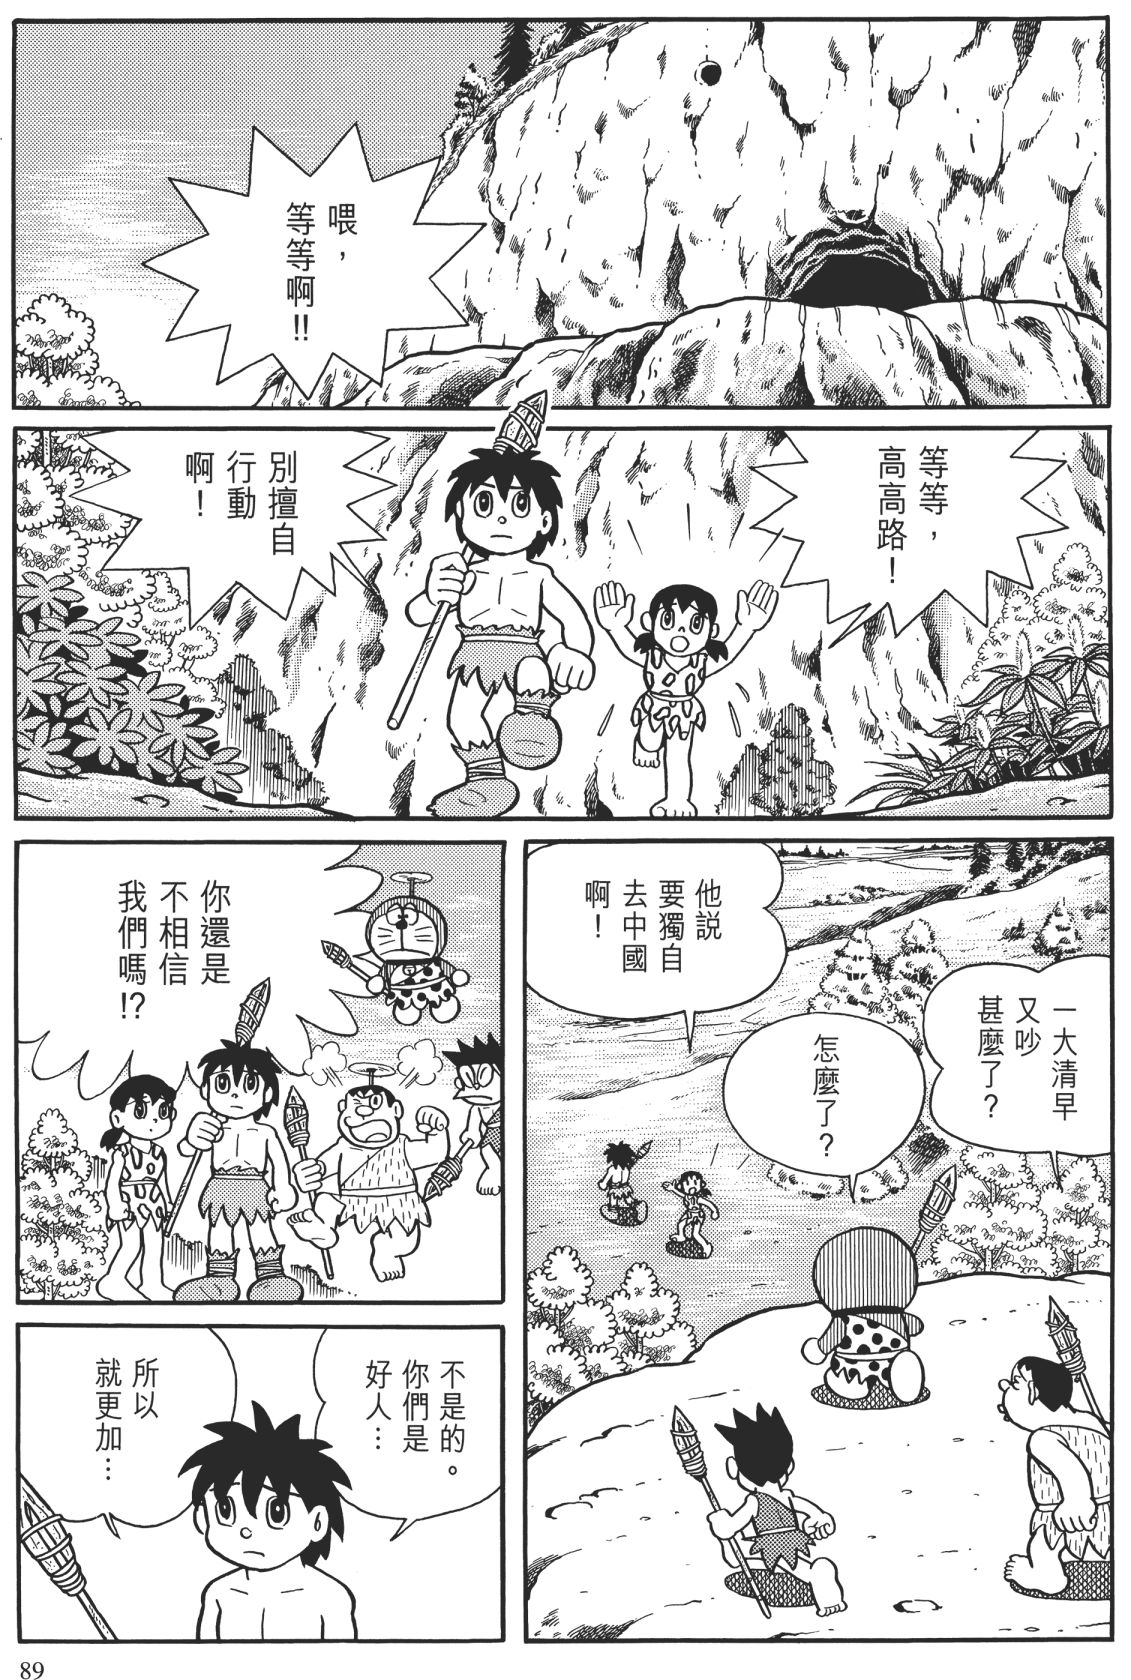 喂，
等等啊!!
等等，
高高路！
別擅自
行動
啊！
一大清早
又吵
甚麼了？
怎麼了？
他説
要獨自
去中國
啊！
你還是
不相信
我們嗎!?
不是的。
你們是
好人…
所以
就更加…
89